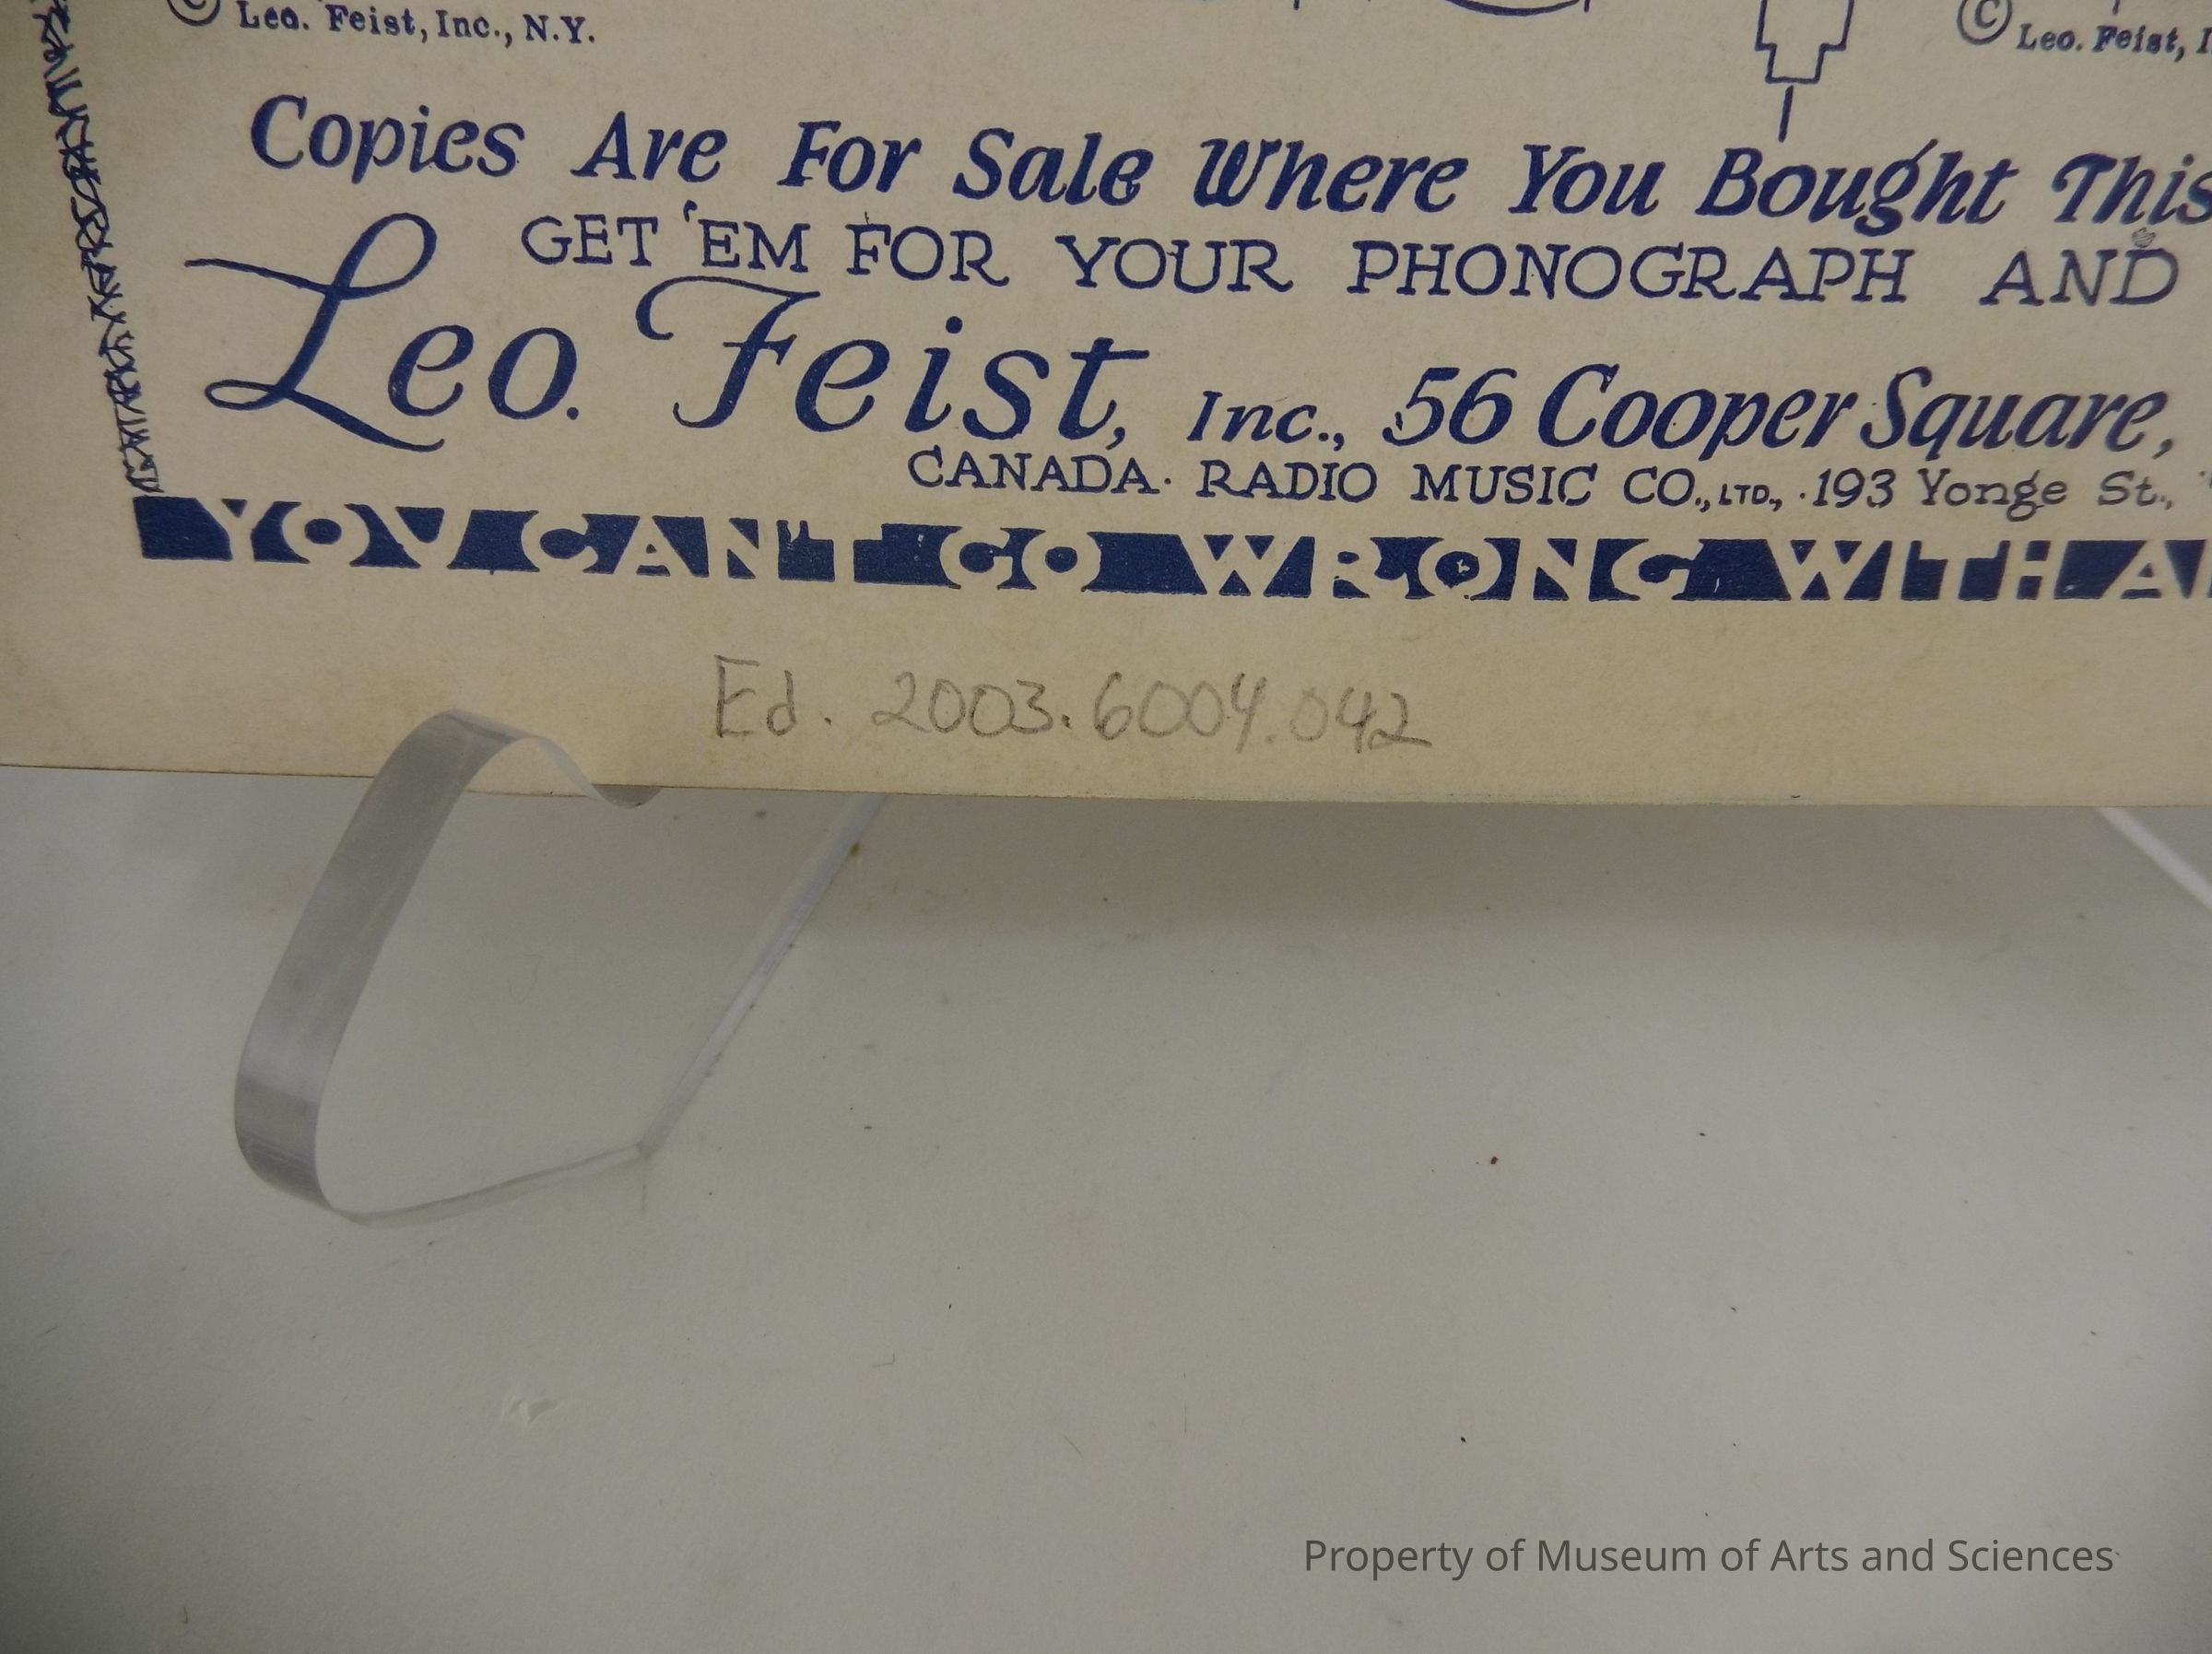 © Leo. Feist, Inc., N.Y.
© Leo. Feist,
Copies Are For Sale Where You Bought This
GET 'EM FOR YOUR PHONOGRAPH AND
Leo. Feist, Inc., 56 Cooper Square,
CANADA · RADIO MUSIC CO., LTD., · 193 Yonge St.,
YOU CAN'T GO WRONG WITH A
Ed. 2003.6004.042
Property of Museum of Arts and Sciences